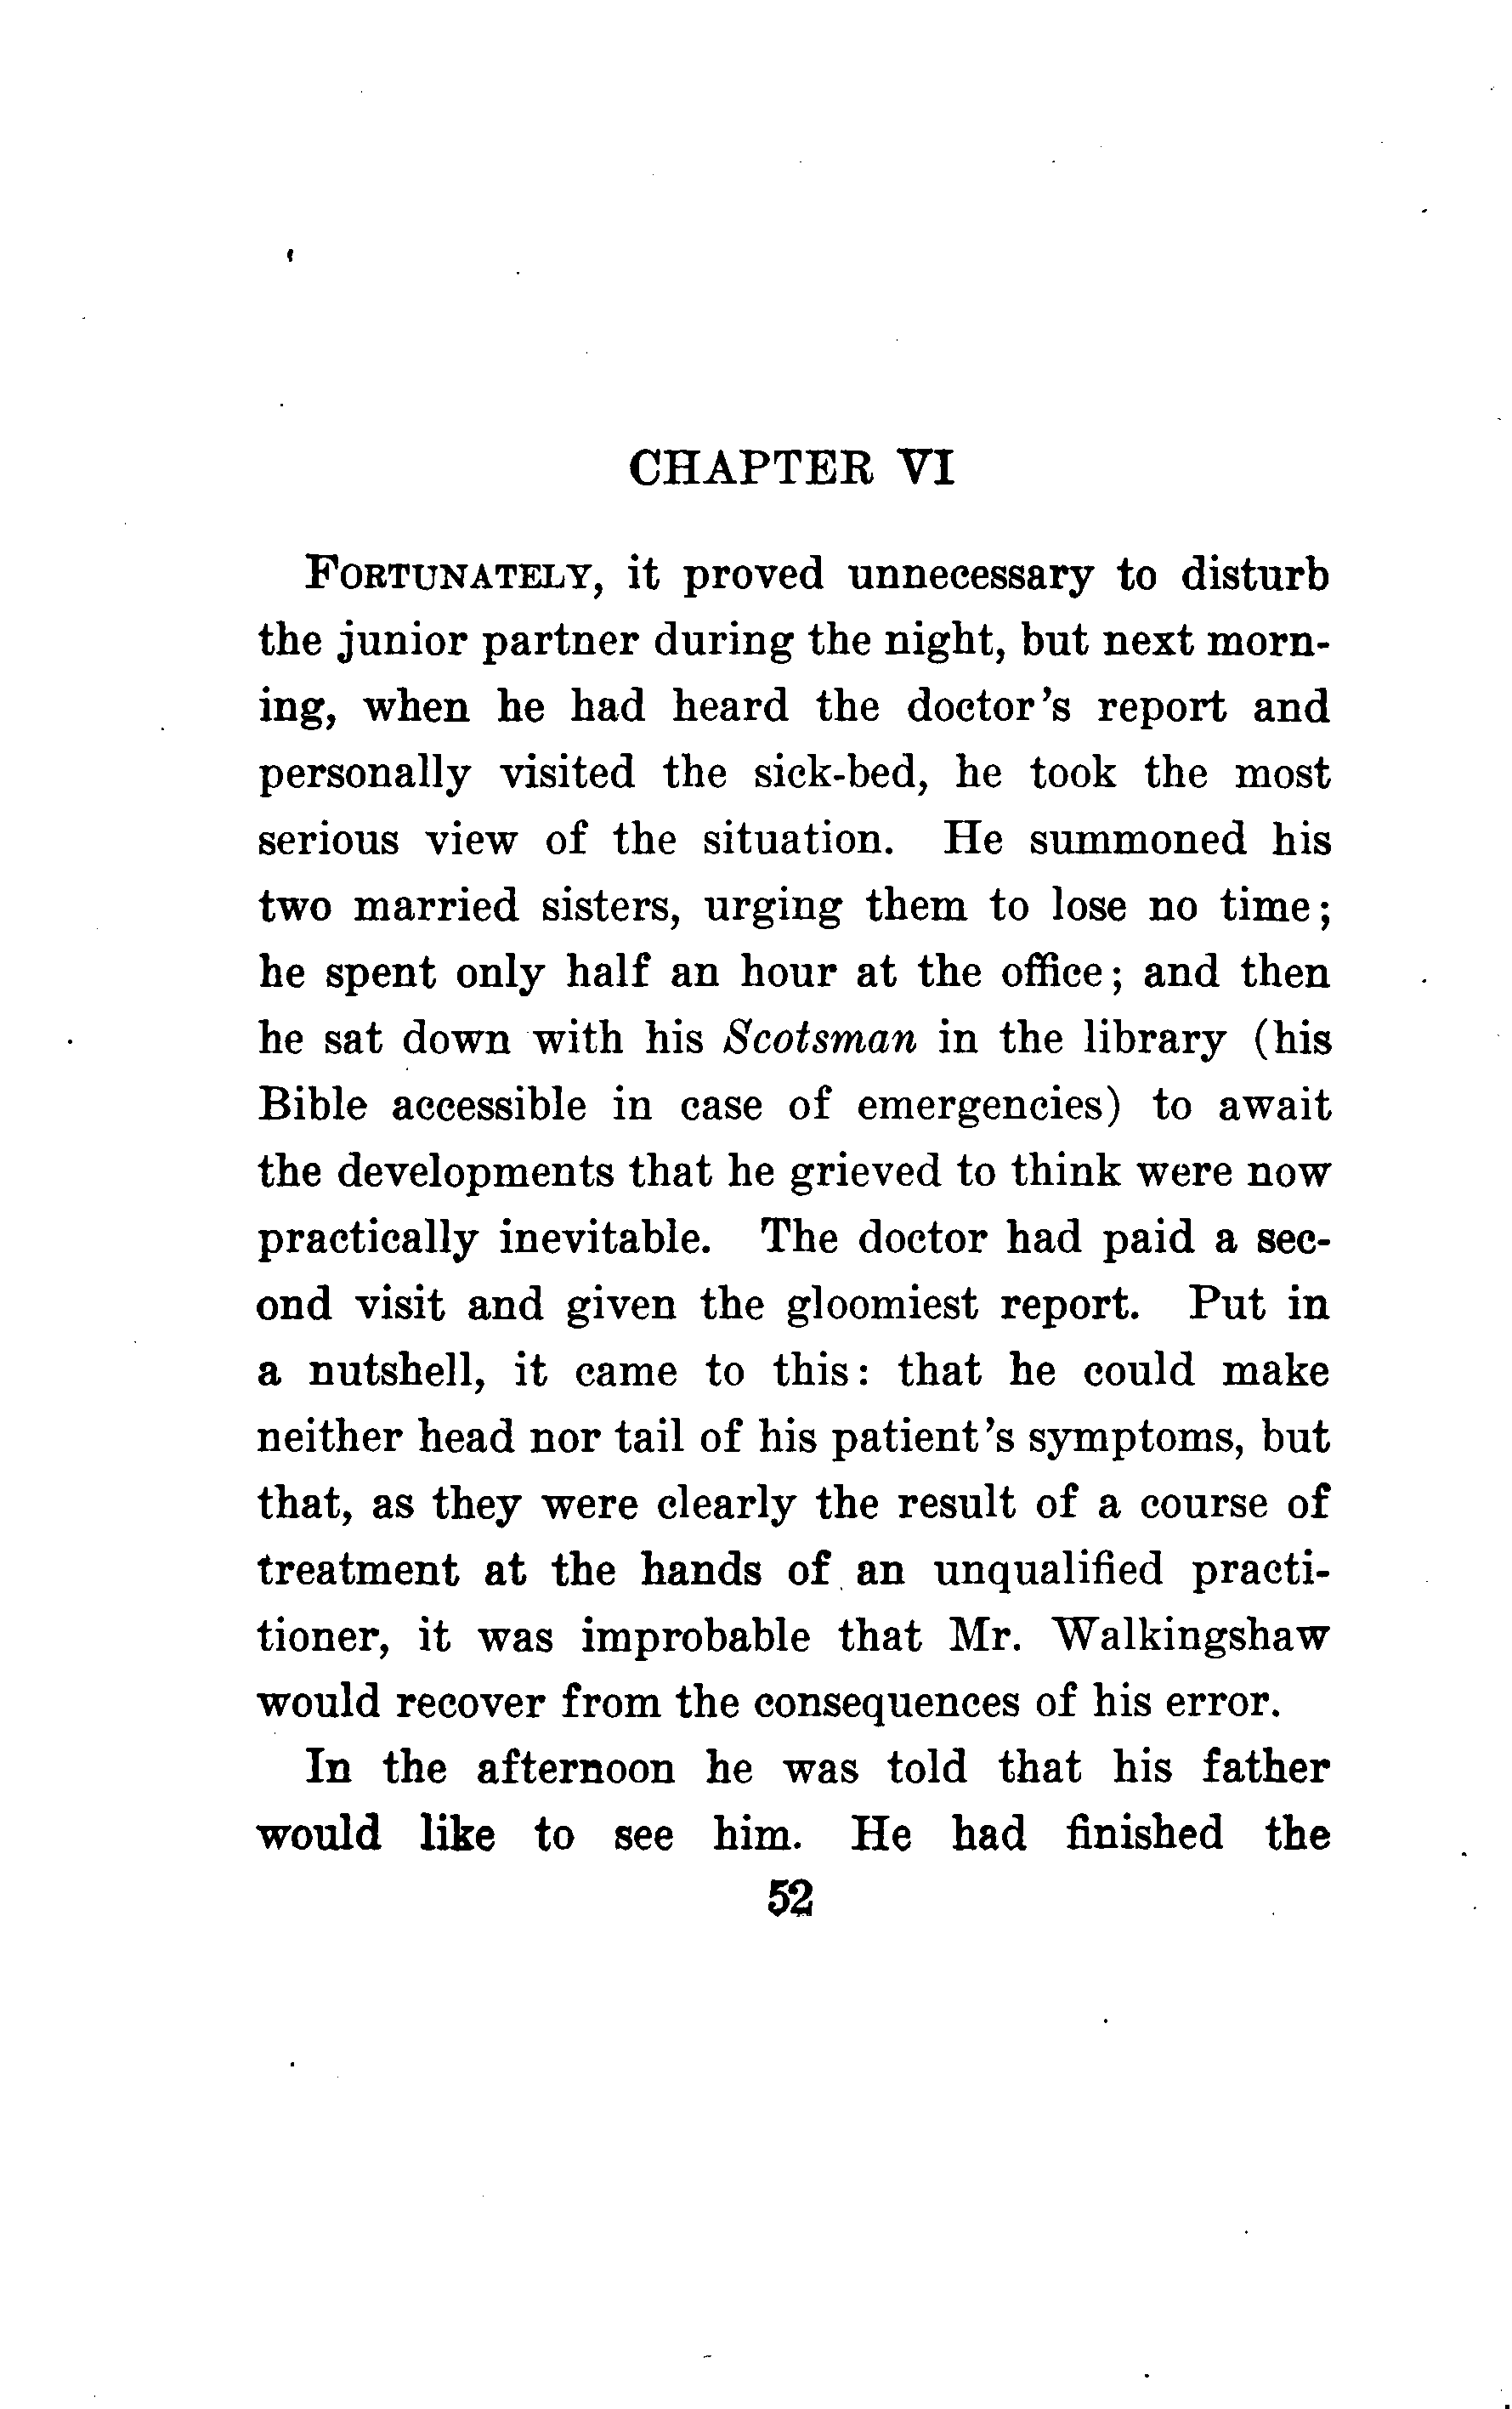 CHAPTER VI
FORTUNATELY, it proved unnecessary to disturb
the junior partner during the night, but next morn-
ing, when he had heard the doctor's report and
personally visited the sick-bed, he took the most
serious view of the situation. He summoned his
two married sisters, urging them to lose no time;
he spent only half an hour at the office; and then
he sat down with his Scotsman in the library (his
Bible accessible in case of emergencies) to await
the developments that he grieved to think were now
practically inevitable. The doctor had paid a sec-
ond visit and given the gloomiest report. Put in
a nutshell, it came to this: that he could make
neither head nor tail of his patient's symptoms, but
that, as they were clearly the result of a course of
treatment at the hands of an unqualified practi-
tioner, it was improbable that Mr. Walkingshaw
would recover from the consequences of his error.
In the afternoon he was told that his father
would like to see him. He had finished the
52